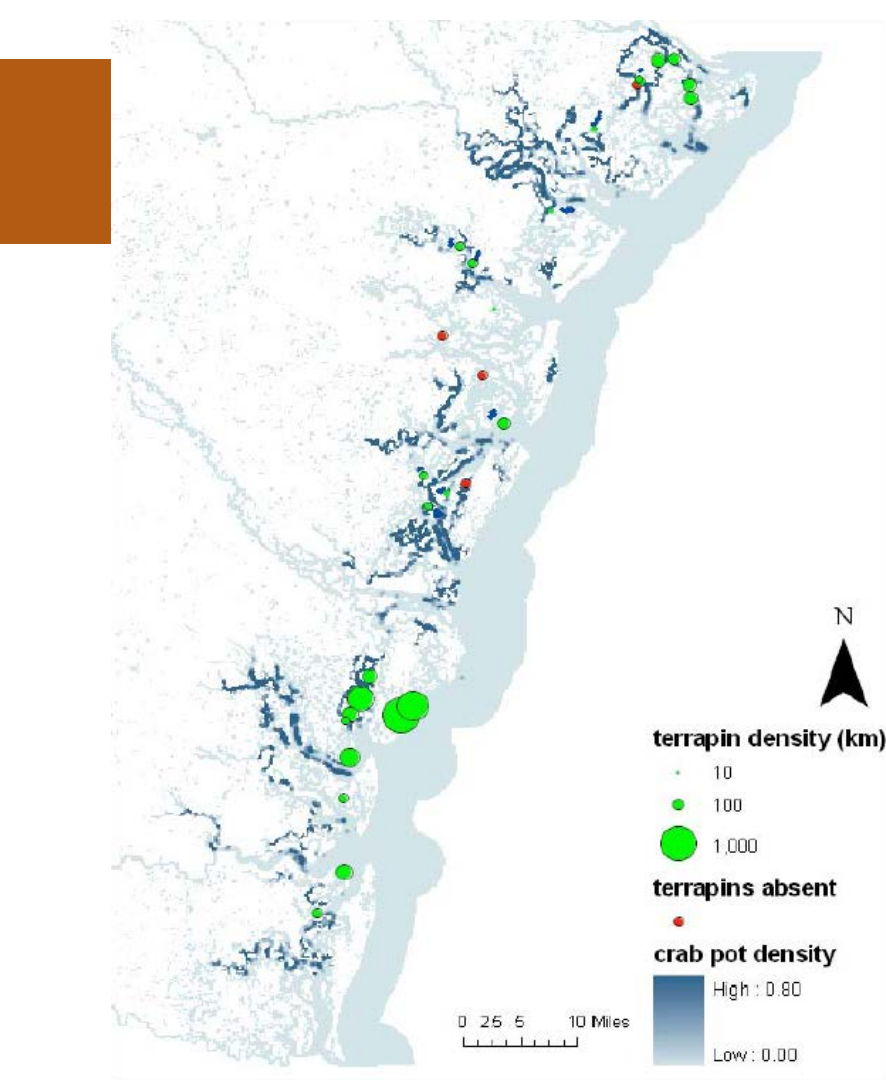 N
terrapin density (km)
10
100
1,000
terrapins absent
crab pot density
High : 0.80
Low : 0.00
0 2.5 5 10 Miles